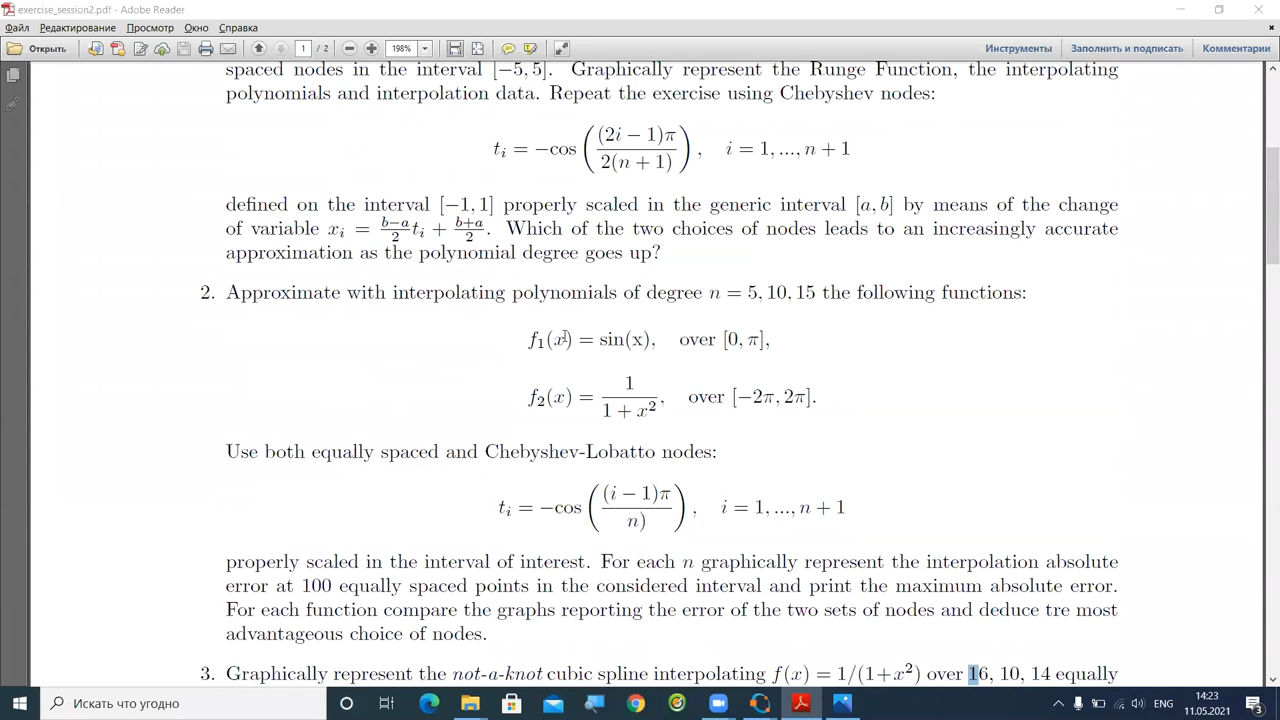 exercise_session2.pdf - Adobe Reader
Файл Редактирование Просмотр Окно Справка
Открыть 1 / 2 198% Инструменты Заполнить и подписать Комментарии
spaced nodes in the interval [−5, 5]. Graphically represent the Runge Function, the interpolating
polynomials and interpolation data. Repeat the exercise using Chebyshev nodes:
t_i = −cos ( (2i − 1)π / 2(n + 1) ), i = 1, ..., n + 1
defined on the interval [−1, 1] properly scaled in the generic interval [a, b] by means of the change
of variable x_i = (b−a)/2 t_i + (b+a)/2. Which of the two choices of nodes leads to an increasingly accurate
approximation as the polynomial degree goes up?
2. Approximate with interpolating polynomials of degree n = 5, 10, 15 the following functions:
f_1(x) = sin(x), over [0, π],
f_2(x) = 1 / (1 + x^2), over [−2π, 2π].
Use both equally spaced and Chebyshev-Lobatto nodes:
t_i = −cos ( (i − 1)π / n) ), i = 1, ..., n + 1
properly scaled in the interval of interest. For each n graphically represent the interpolation absolute
error at 100 equally spaced points in the considered interval and print the maximum absolute error.
For each function compare the graphs reporting the error of the two sets of nodes and deduce tre most
advantageous choice of nodes.
3. Graphically represent the not-a-knot cubic spline interpolating f(x) = 1/(1+x^2) over 16, 10, 14 equally
Чтобы начать поиск, введите здесь запрос
ENG
14:23
11.05.2021
3